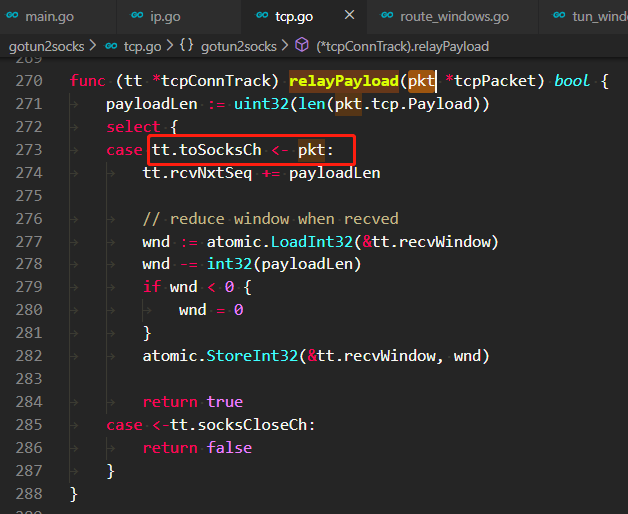 main.go ip.go tcp.go × route_windows.go tun_wind
gotun2socks > tcp.go > {} gotun2socks > (*tcpConnTrack).relayPayload
269
270 func (tt *tcpConnTrack) relayPayload(pkt *tcpPacket) bool {
271 payloadLen := uint32(len(pkt.tcp.Payload))
272 select {
273 case tt.toSocksCh <- pkt:
274 tt.rcvNxtSeq += payloadLen
275
276 // reduce window when recved
277 wnd := atomic.LoadInt32(&tt.recvWindow)
278 wnd -= int32(payloadLen)
279 if wnd < 0 {
280 wnd = 0
281 }
282 atomic.StoreInt32(&tt.recvWindow, wnd)
283
284 return true
285 case <-tt.socksCloseCh:
286 return false
287 }
288 }